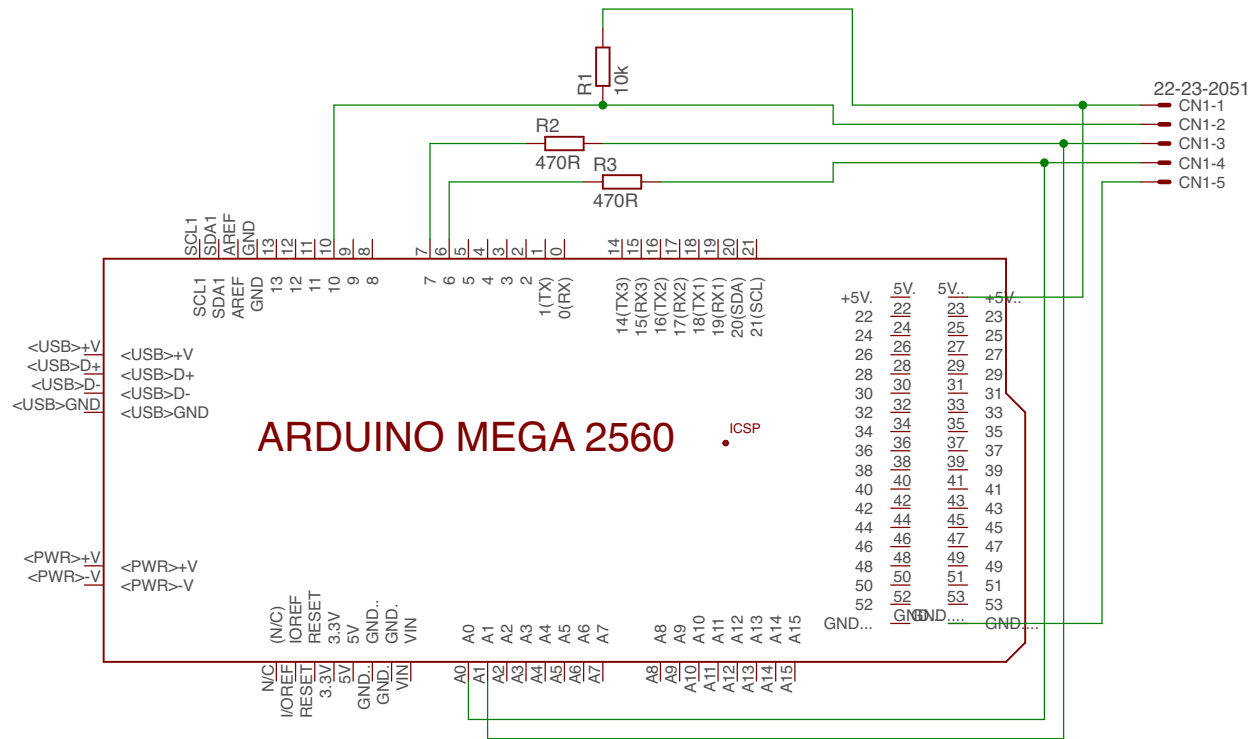 22-23-2051
CN1-1
CN1-2
CN1-3
CN1-4
CN1-5
R1
10k
R2
470R
R3
470R
SCL1 SDA1 AREF GND 13 12 11 10 9 8 7 6 5 4 3 2 1 0 14 15 16 17 18 19 20 21
SCL1 SDA1 AREF GND 13 12 11 10 9 8 7 6 5 4 3 2 1(TX) 0(RX) 14(TX3) 15(RX3) 16(TX2) 17(RX2) 18(TX1) 19(RX1) 20(SDA) 21(SCL)
<USB>+V <USB>+V
<USB>D+ <USB>D+
<USB>D- <USB>D-
<USB>GND <USB>GND
ARDUINO MEGA 2560
ICSP
+5V. 5V. 5V.. +5V..
22 22 23 23
24 24 25 25
26 26 27 27
28 28 29 29
30 30 31 31
32 32 33 33
34 34 35 35
36 36 37 37
38 38 39 39
40 40 41 41
42 42 43 43
44 44 45 45
46 46 47 47
48 48 49 49
50 50 51 51
52 52 53 53
GND... GND... GND.... GND....
<PWR>+V <PWR>+V
<PWR>-V <PWR>-V
(N/C) IOREF RESET 3.3V 5V GND.. GND. VIN A0 A1 A2 A3 A4 A5 A6 A7 A8 A9 A10 A11 A12 A13 A14 A15
N/C I/OREF RESET 3.3V 5V GND.. GND. VIN A0 A1 A2 A3 A4 A5 A6 A7 A8 A9 A10 A11 A12 A13 A14 A15